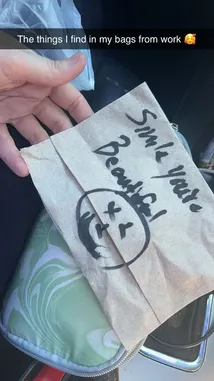 The things I find in my bags from work 🥰
Smile you're
Beautiful